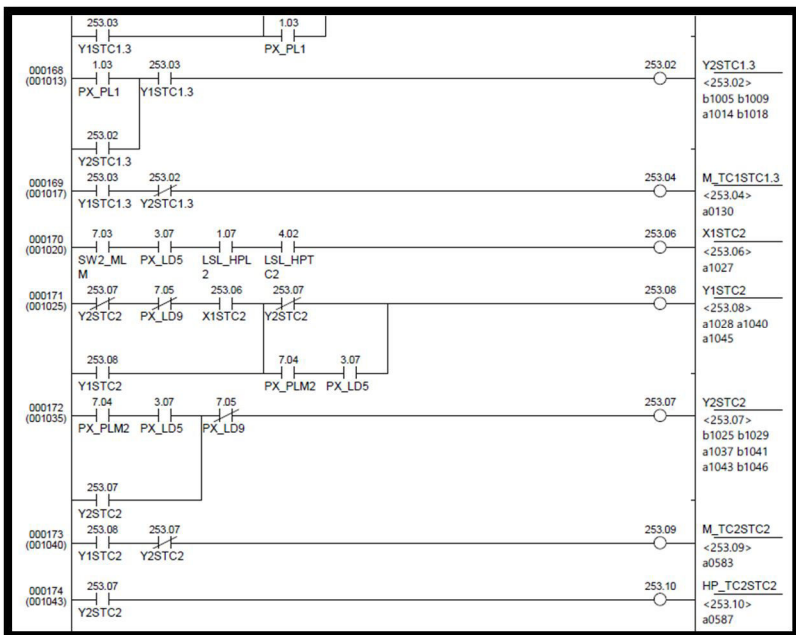 253.03 1.03
Y1STC1.3 PX_PL1
000168
(001013)
1.03 253.03 253.02 Y2STC1.3
PX_PL1 Y1STC1.3 <253.02>
b1005 b1009
a1014 b1018
253.02
Y2STC1.3
000169
(001017)
253.03 253.02 253.04 M_TC1STC1.3
Y1STC1.3 Y2STC1.3 <253.04>
a0130
000170
(001020)
7.03 3.07 1.07 4.02 253.06 X1STC2
SW2_ML PX_LD5 LSL_HPL LSL_HPT <253.06>
M 2 C2 a1027
000171
(001025)
253.07 7.05 253.06 253.07 253.08 Y1STC2
Y2STC2 PX_LD9 X1STC2 Y2STC2 <253.08>
a1028 a1040
a1045
253.08 7.04 3.07
Y1STC2 PX_PLM2 PX_LD5
000172
(001035)
7.04 3.07 7.05 253.07 Y2STC2
PX_PLM2 PX_LD5 PX_LD9 <253.07>
b1025 b1029
a1037 b1041
a1043 b1046
253.07
Y2STC2
000173
(001040)
253.08 253.07 253.09 M_TC2STC2
Y1STC2 Y2STC2 <253.09>
a0583
000174
(001043)
253.07 253.10 HP_TC2STC2
Y2STC2 <253.10>
a0587